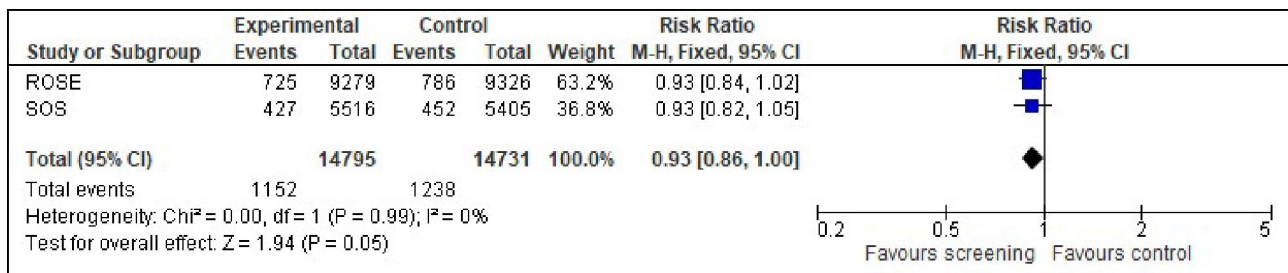 Experimental Control Risk Ratio Risk Ratio
Study or Subgroup Events Total Events Total Weight M-H, Fixed, 95% CI M-H, Fixed, 95% CI
ROSE 725 9279 786 9326 63.2% 0.93 [0.84, 1.02]
SOS 427 5516 452 5405 36.8% 0.93 [0.82, 1.05]
Total (95% CI) 14795 14731 100.0% 0.93 [0.86, 1.00]
Total events 1152 1238
Heterogeneity: Chi² = 0.00, df = 1 (P = 0.99); I² = 0%
Test for overall effect: Z = 1.94 (P = 0.05)
0.2 0.5 1 2 5
Favours screening Favours control